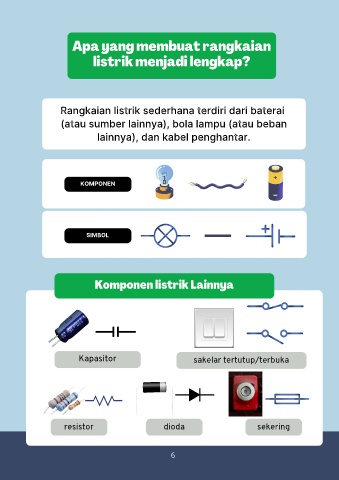 Apa yang membuat rangkaian
listrik menjadi lengkap?
Rangkaian listrik sederhana terdiri dari baterai
(atau sumber lainnya), bola lampu (atau beban
lainnya), dan kabel penghantar.
KOMPONEN
SIMBOL
Komponen listrik Lainnya
Kapasitor
sakelar tertutup/terbuka
resistor
dioda
sekering
6